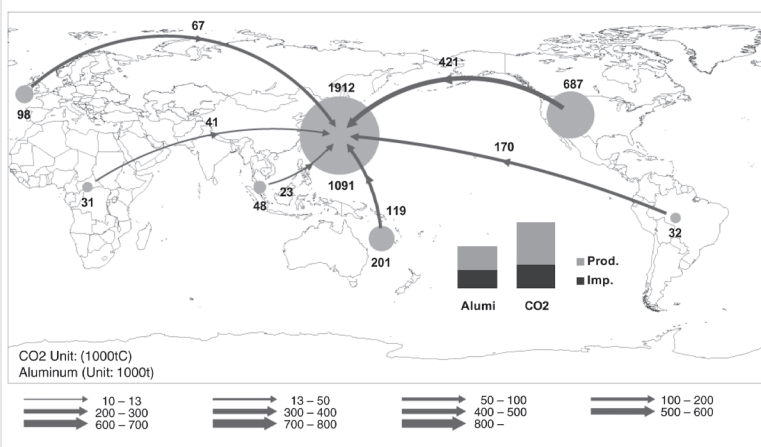 67
421
1912
687
98
41
170
1091
31
23
48
119
32
201
Prod.
Imp.
Alumi
CO2
CO2 Unit: (1000tC)
Aluminum (Unit: 1000t)
10 – 13
13 – 50
50 – 100
100 – 200
200 – 300
300 – 400
400 – 500
500 – 600
600 – 700
700 – 800
800 –